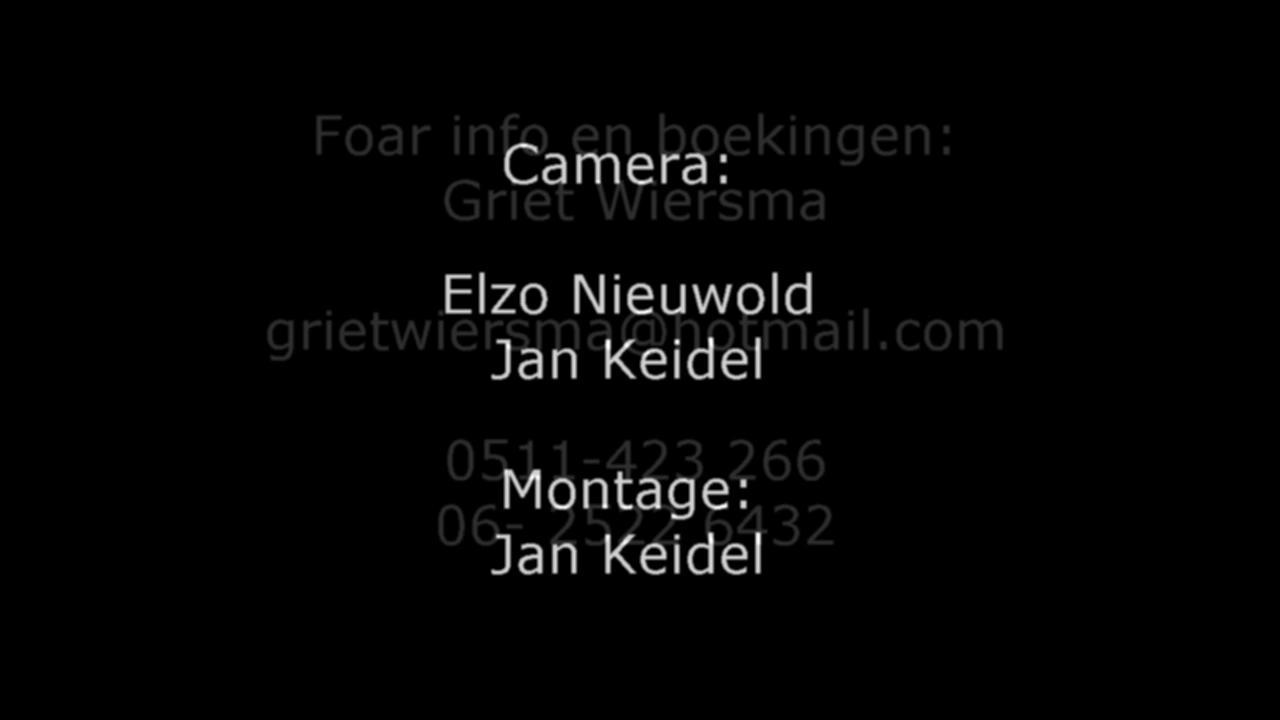 Foar info en boekingen:
Camera:
Griet Wiersma
Elzo Nieuwold
grietwiersma@hotmail.com
Jan Keidel
0511-423 266
Montage:
06- 2522 6432
Jan Keidel